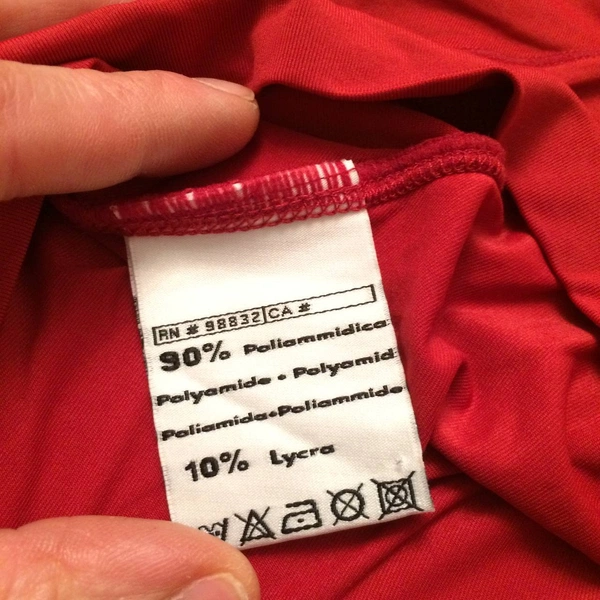 RN # 98832 CA #
90% Poliammidica
Polyamide • Polyamid
Poliamida•Poliammide
10% Lycra